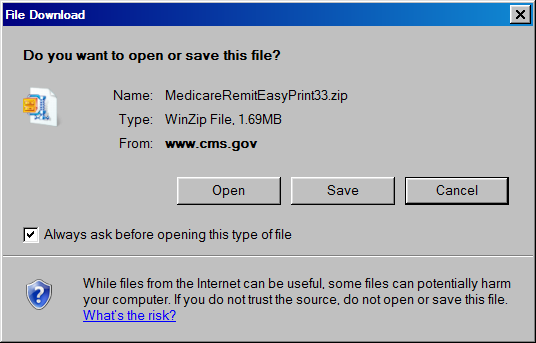 File Download
Do you want to open or save this file?
Name: MedicareRemitEasyPrint33.zip
Type: WinZip File, 1.69MB
From: www.cms.gov
Open Save Cancel
Always ask before opening this type of file
While files from the Internet can be useful, some files can potentially harm
your computer. If you do not trust the source, do not open or save this file.
What's the risk?